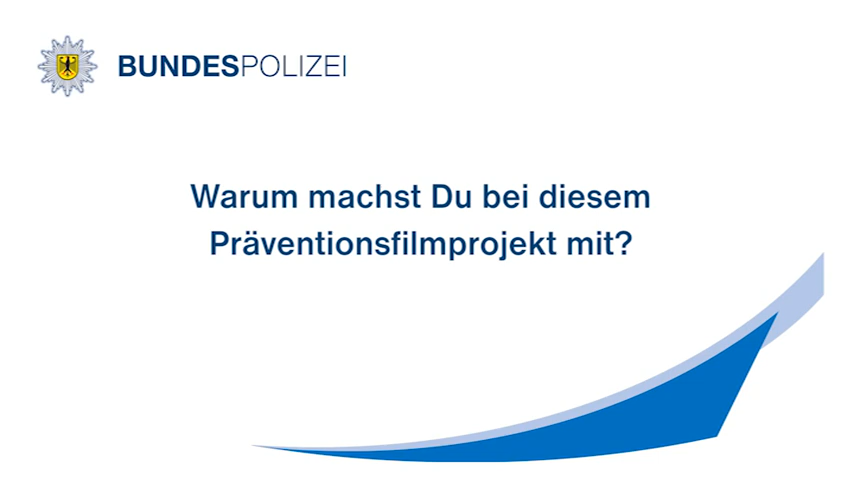 BUNDESPOLIZEI
Warum machst Du bei diesem
Präventionsfilmprojekt mit?